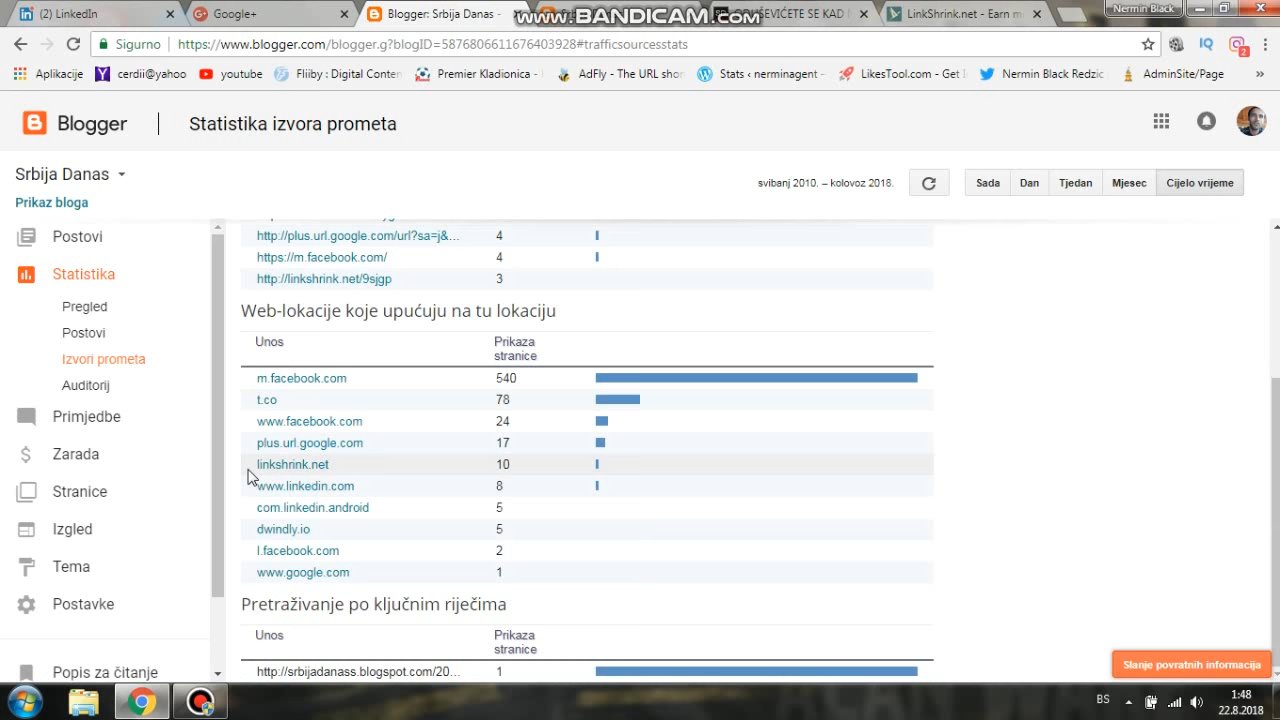 (2) LinkedIn
Google+
Blogger: Srbija Danas -
www.BANDICAM.com
LinkShrink.net - Earn m
Nermin Black
Sigurno
https://www.blogger.com/blogger.g?blogID=5876806611676403928#trafficsourcesstats
2
Aplikacije
cerdii@yahoo
youtube
Fliiby : Digital Conten
Premier Kladionica -
AdFly - The URL shor
Stats ‹ nerminagent –
LikesTool.com - Get
Nermin Black Redzic
AdminSite/Page
»
Blogger
Statistika izvora prometa
Srbija Danas
svibanj 2010. – kolovoz 2018.
Sada
Dan
Tjedan
Mjesec
Cijelo vrijeme
Prikaz bloga
Postovi
Statistika
Pregled
Postovi
Izvori prometa
Auditorij
Primjedbe
Zarada
Stranice
Izgled
Tema
Postavke
Popis za čitanje
http://plus.url.google.com/url?sa=j&... 4
https://m.facebook.com/ 4
http://linkshrink.net/9sjgp 3
Web-lokacije koje upućuju na tu lokaciju
Unos
Prikaza
stranice
m.facebook.com 540
t.co 78
www.facebook.com 24
plus.url.google.com 17
linkshrink.net 10
www.linkedin.com 8
com.linkedin.android 5
dwindly.io 5
l.facebook.com 2
www.google.com 1
Pretraživanje po ključnim riječima
Unos
Prikaza
stranice
http://srbijadanass.blogspot.com/20... 1
Slanje povratnih informacija
BS
1:48
22.8.2018